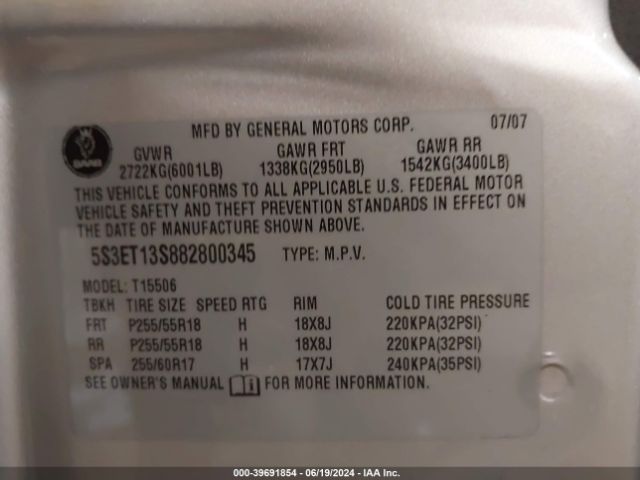 MFD BY GENERAL MOTORS CORP. 07/07
SAAB
GVWR GAWR FRT GAWR RR
2722KG(6001LB) 1338KG(2950LB) 1542KG(3400LB)
THIS VEHICLE CONFORMS TO ALL APPLICABLE U.S. FEDERAL MOTOR
VEHICLE SAFETY AND THEFT PREVENTION STANDARDS IN EFFECT ON
THE DATE OF MANUFACTURE SHOWN ABOVE.
5S3ET13S882800345 TYPE: M.P.V.
MODEL: T15506
TBKH TIRE SIZE SPEED RTG RIM COLD TIRE PRESSURE
FRT P255/55R18 H 18X8J 220KPA(32PSI)
RR P255/55R18 H 18X8J 220KPA(32PSI)
SPA 255/60R17 H 17X7J 240KPA(35PSI)
SEE OWNER'S MANUAL FOR MORE INFORMATION.
000-39691854 - 06/19/2024 - IAA Inc.